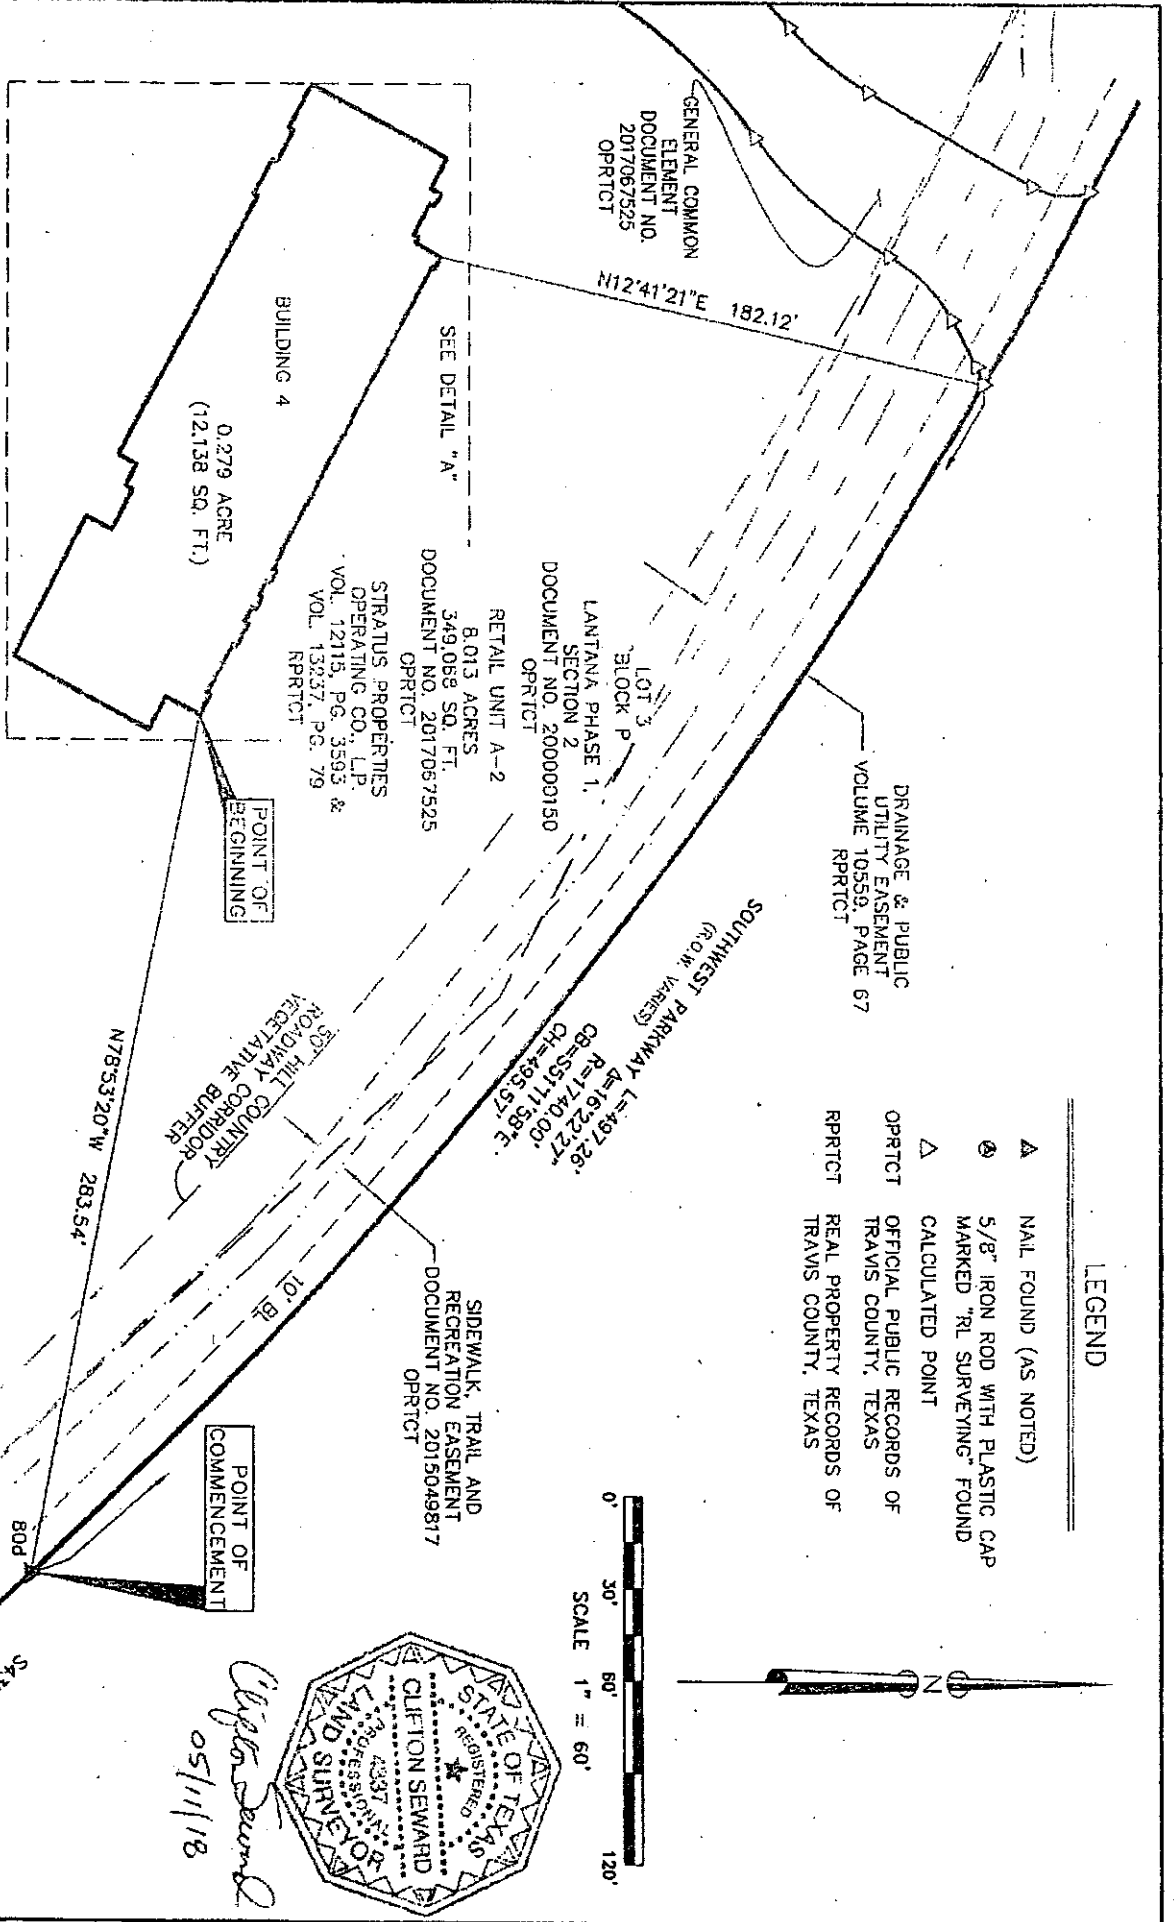 LEGEND
NAIL FOUND (AS NOTED)
5/8" IRON ROD WITH PLASTIC CAP
MARKED "RL SURVEYING" FOUND
CALCULATED POINT
OPRTCT OFFICIAL PUBLIC RECORDS OF
TRAVIS COUNTY, TEXAS
RPRTCT REAL PROPERTY RECORDS OF
TRAVIS COUNTY, TEXAS
N
0' 30' 60' 120'
SCALE 1" = 60'
DRAINAGE & PUBLIC
UTILITY EASEMENT
VOLUME 10559, PAGE 67
RPRTCT
GENERAL COMMON
ELEMENT
DOCUMENT NO.
2017067525
OPRTCT
N12°41'21"E 182.12'
SOUTHWEST PARKWAY
(R.O.W. VARIES)
L=497.26'
Δ=16°22'27"
R=1740.00'
CB=S51°11'58"E
CH=495.57'
LOT 3
BLOCK P
LANTANA PHASE 1,
SECTION 2
DOCUMENT NO. 200000150
OPRTCT
RETAIL UNIT A-2
8.013 ACRES
349,068 SQ. FT.
DOCUMENT NO. 2017067525
OPRTCT
STRATUS PROPERTIES
OPERATING CO., L.P.
VOL. 12115, PG. 3593 &
VOL. 13237, PG. 79
RPRTCT
SEE DETAIL "A"
BUILDING 4
0.279 ACRE
(12,138 SQ. FT.)
SIDEWALK, TRAIL AND
RECREATION EASEMENT
DOCUMENT NO. 2015049817
OPRTCT
10' BL
50' HILL COUNTRY
ROADWAY CORRIDOR
VEGETATIVE BUFFER
POINT OF
BEGINNING
N78°53'20"W 283.54'
POINT OF
COMMENCEMENT
80d
STATE OF TEXAS
REGISTERED
CLIFTON SEWARD
4337
PROFESSIONAL
LAND SURVEYOR
Clifton Seward
05/11/18